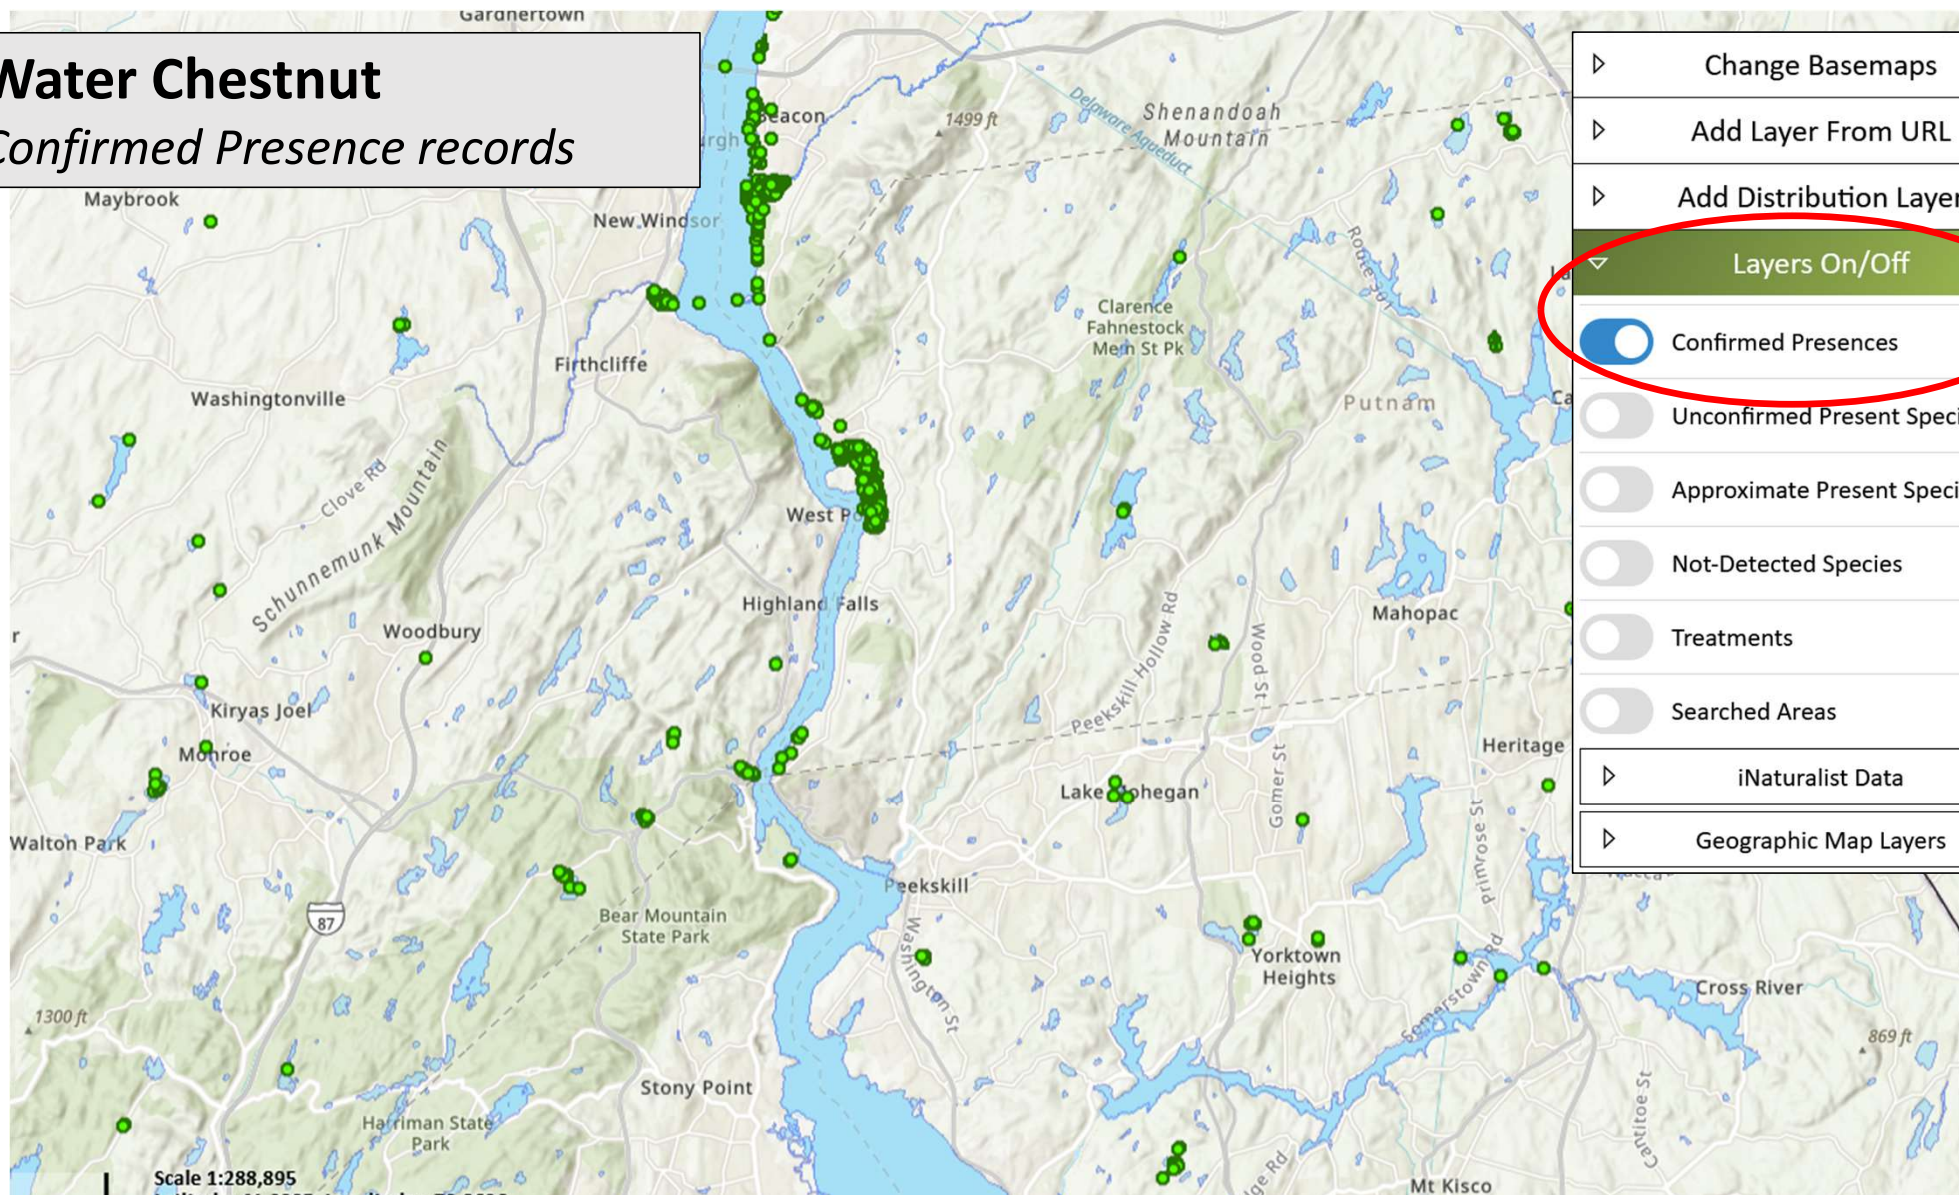 Gardnertown
Water Chestnut
Confirmed Presence records
Beacon
1499 ft
Delaware Aqueduct
Shenandoah
Mountain
Maybrook
New Windsor
Route 301
Clarence
Fahnestock
Mem St Pk
Firthcliffe
Washingtonville
Putnam
Clove Rd
Schunnemunk Mountain
West
Highland Falls
Mahopac
Woodbury
Peekskill Hollow Rd
Wood St
Kiryas Joel
Monroe
Heritage
Lake Mohegan
Gomer St
Primrose St
Walton Park
Peekskill
87
Bear Mountain
State Park
Washington St
Yorktown
Heights
Somerstown Rd
Cross River
1300 ft
869 ft
Stony Point
Harriman State
Park
Cantitoe St
Mt Kisco
Scale 1:288,895
Change Basemaps
Add Layer From URL
Add Distribution Layer
Layers On/Off
Confirmed Presences
Unconfirmed Present Speci
Approximate Present Speci
Not-Detected Species
Treatments
Searched Areas
iNaturalist Data
Geographic Map Layers